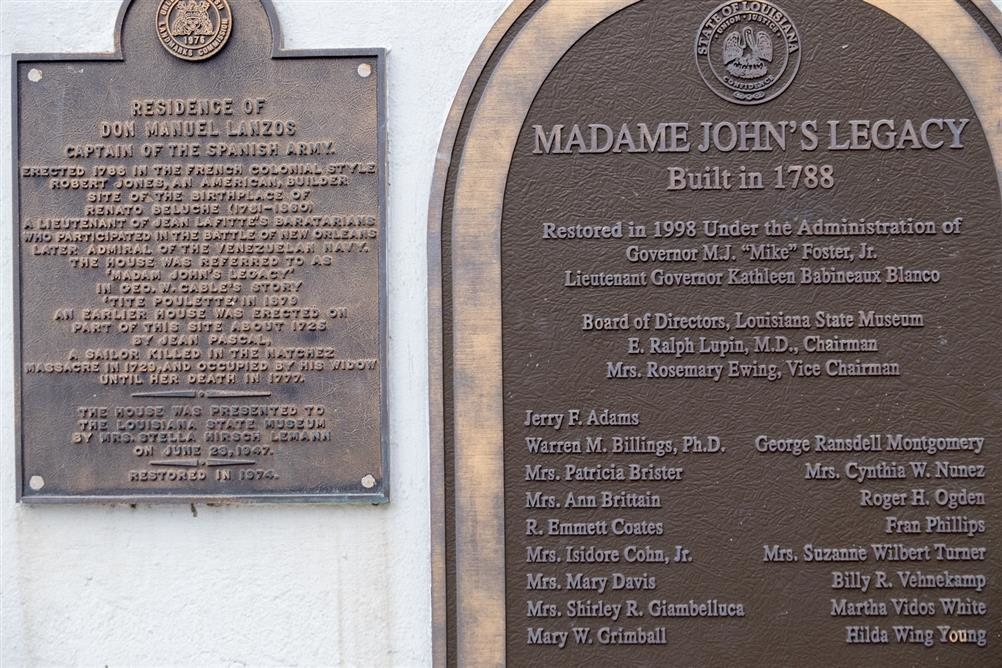 LANDMARKS COMMISSION
1976
RESIDENCE OF
DON MANUEL LANZOS
CAPTAIN OF THE SPANISH ARMY.
ERECTED 1788 IN THE FRENCH COLONIAL STYLE
ROBERT JONES, AN AMERICAN, BUILDER
SITE OF THE BIRTHPLACE OF
RENATO BELUCHE (1781-1860)
A LIEUTENANT OF JEAN LAFITTE'S BARATARIANS
WHO PARTICIPATED IN THE BATTLE OF NEW ORLEANS
LATER ADMIRAL OF THE VENEZUELAN NAVY.
THE HOUSE WAS REFERRED TO AS
'MADAM JOHN'S LEGACY'
IN GEO. W. CABLE'S STORY
'TITE POULETTE' IN 1879
AN EARLIER HOUSE WAS ERECTED ON
PART OF THIS SITE ABOUT 1725
BY JEAN PASCAL,
A SAILOR KILLED IN THE NATCHEZ
MASSACRE IN 1729, AND OCCUPIED BY HIS WIDOW
UNTIL HER DEATH IN 1777.
THE HOUSE WAS PRESENTED TO
THE LOUISIANA STATE MUSEUM
BY MRS. STELLA HIRSCH LEMANN
ON JUNE 23, 1947.
RESTORED IN 1974.
STATE OF LOUISIANA
UNION · JUSTICE
CONFIDENCE
MADAME JOHN'S LEGACY
Built in 1788
Restored in 1998 Under the Administration of
Governor M.J. "Mike" Foster, Jr.
Lieutenant Governor Kathleen Babineaux Blanco
Board of Directors, Louisiana State Museum
E. Ralph Lupin, M.D., Chairman
Mrs. Rosemary Ewing, Vice Chairman
Jerry F. Adams
Warren M. Billings, Ph.D.
Mrs. Patricia Brister
Mrs. Ann Brittain
R. Emmett Coates
Mrs. Isidore Cohn, Jr.
Mrs. Mary Davis
Mrs. Shirley R. Giambelluca
Mary W. Grimball
George Ransdell Montgomery
Mrs. Cynthia W. Nunez
Roger H. Ogden
Fran Phillips
Mrs. Suzanne Wilbert Turner
Billy R. Vehnekamp
Martha Vidos White
Hilda Wing Young